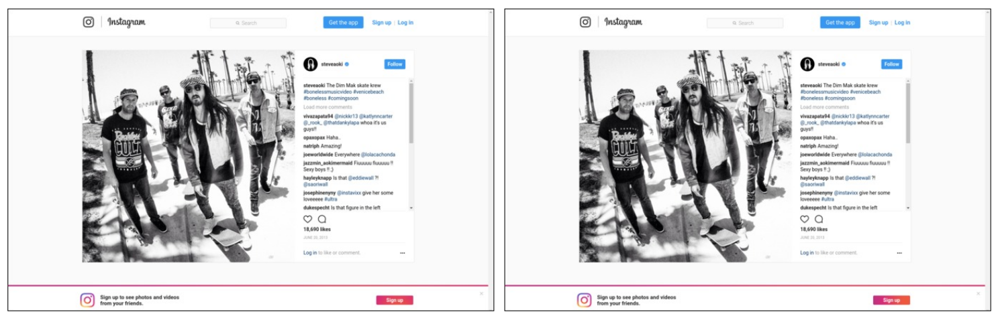 Instagram
Search
Get the app
Sign up | Log in
steveaoki
Follow
steveaoki The Dim Mak skate krew
#bonelessmusicvideo #venicebeach
#boneless #comingsoon
Load more comments
vivazapata94 @nickkr13 @katlynncarter
@_rook_ @thatdankylapa whoa it's us
guys!!
opaxopax Haha..
natriph Amazing!
joeworldwide Everywhere @lolacachonda
jazzmin_aokimermaid Fiuuuuu fiuuuuu !!
Sexy boys !! ;)
hayleyknapp Is that @eddiewall ?!
@saoriwall
josephinenyny @instavixx give her some
loveeeee #ultra
dukespecht Is that figure in the left
18,690 likes
JUNE 20, 2013
Log in to like or comment.
CULT
Sign up to see photos and videos
from your friends.
Sign up
Instagram
Search
Get the app
Sign up | Log in
steveaoki
Follow
steveaoki The Dim Mak skate krew
#bonelessmusicvideo #venicebeach
#boneless #comingsoon
Load more comments
vivazapata94 @nickkr13 @katlynncarter
@_rook_ @thatdankylapa whoa it's us
guys!!
opaxopax Haha..
natriph Amazing!
joeworldwide Everywhere @lolacachonda
jazzmin_aokimermaid Fiuuuuu fiuuuuu !!
Sexy boys !! ;)
hayleyknapp Is that @eddiewall ?!
@saoriwall
josephinenyny @instavixx give her some
loveeeee #ultra
dukespecht Is that figure in the left
18,690 likes
JUNE 20, 2013
Log in to like or comment.
CULT
Sign up to see photos and videos
from your friends.
Sign up